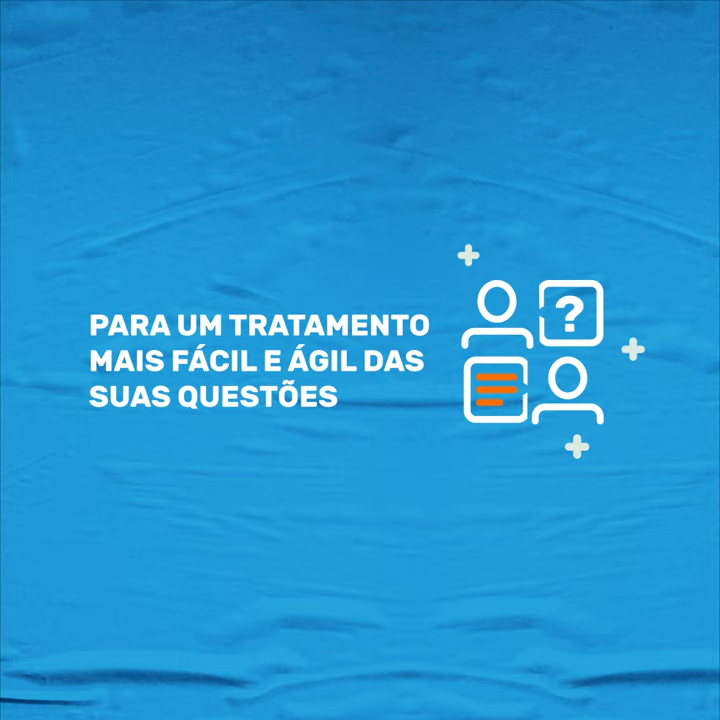 PARA UM TRATAMENTO
MAIS FÁCIL E ÁGIL DAS
SUAS QUESTÕES
?